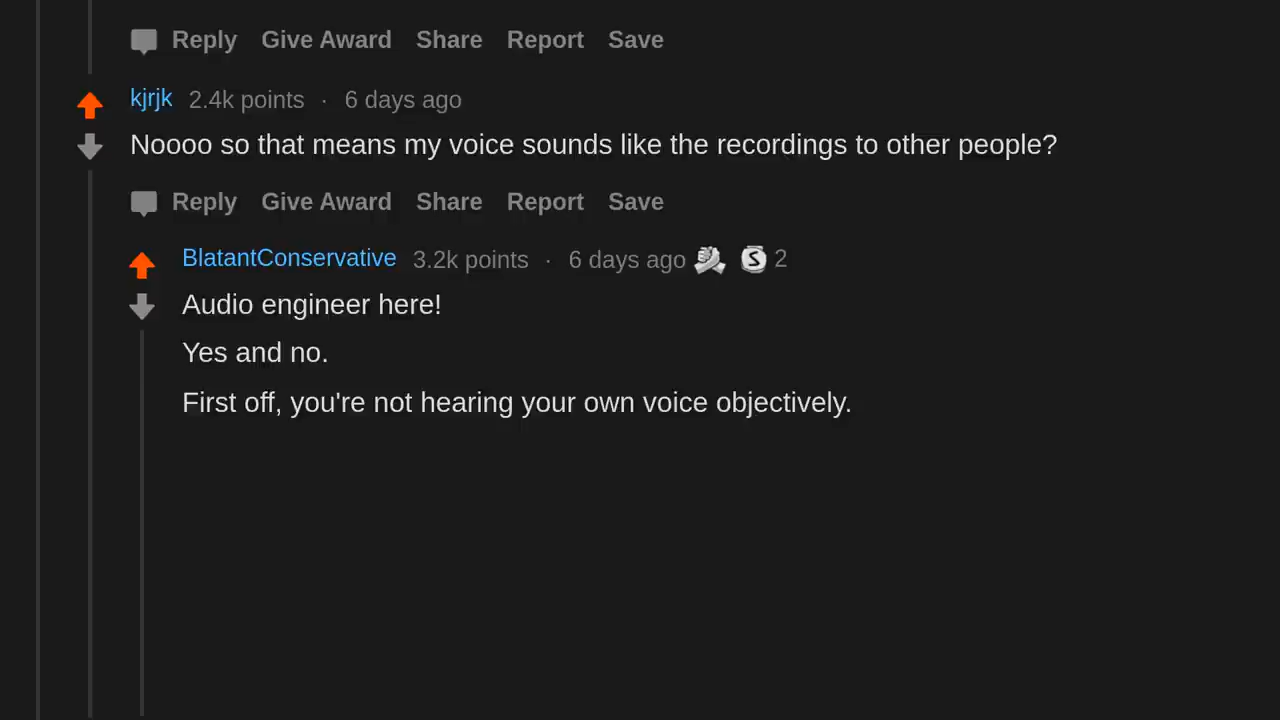 Reply Give Award Share Report Save
kjrjk 2.4k points · 6 days ago
Noooo so that means my voice sounds like the recordings to other people?
Reply Give Award Share Report Save
BlatantConservative 3.2k points · 6 days ago S 2
Audio engineer here!
Yes and no.
First off, you're not hearing your own voice objectively.